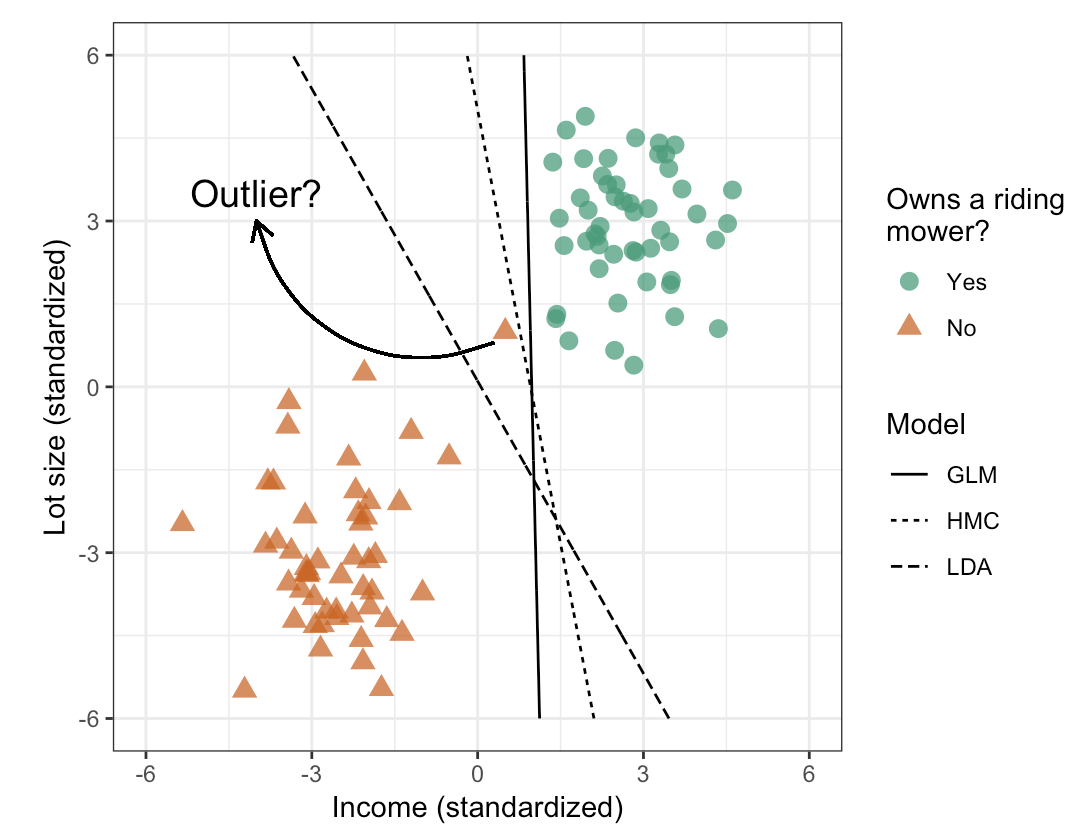 6
3
0
-3
-6
-6
-3
0
3
6
Lot size (standardized)
Income (standardized)
Outlier?
Owns a riding
mower?
Yes
No
Model
GLM
HMC
LDA